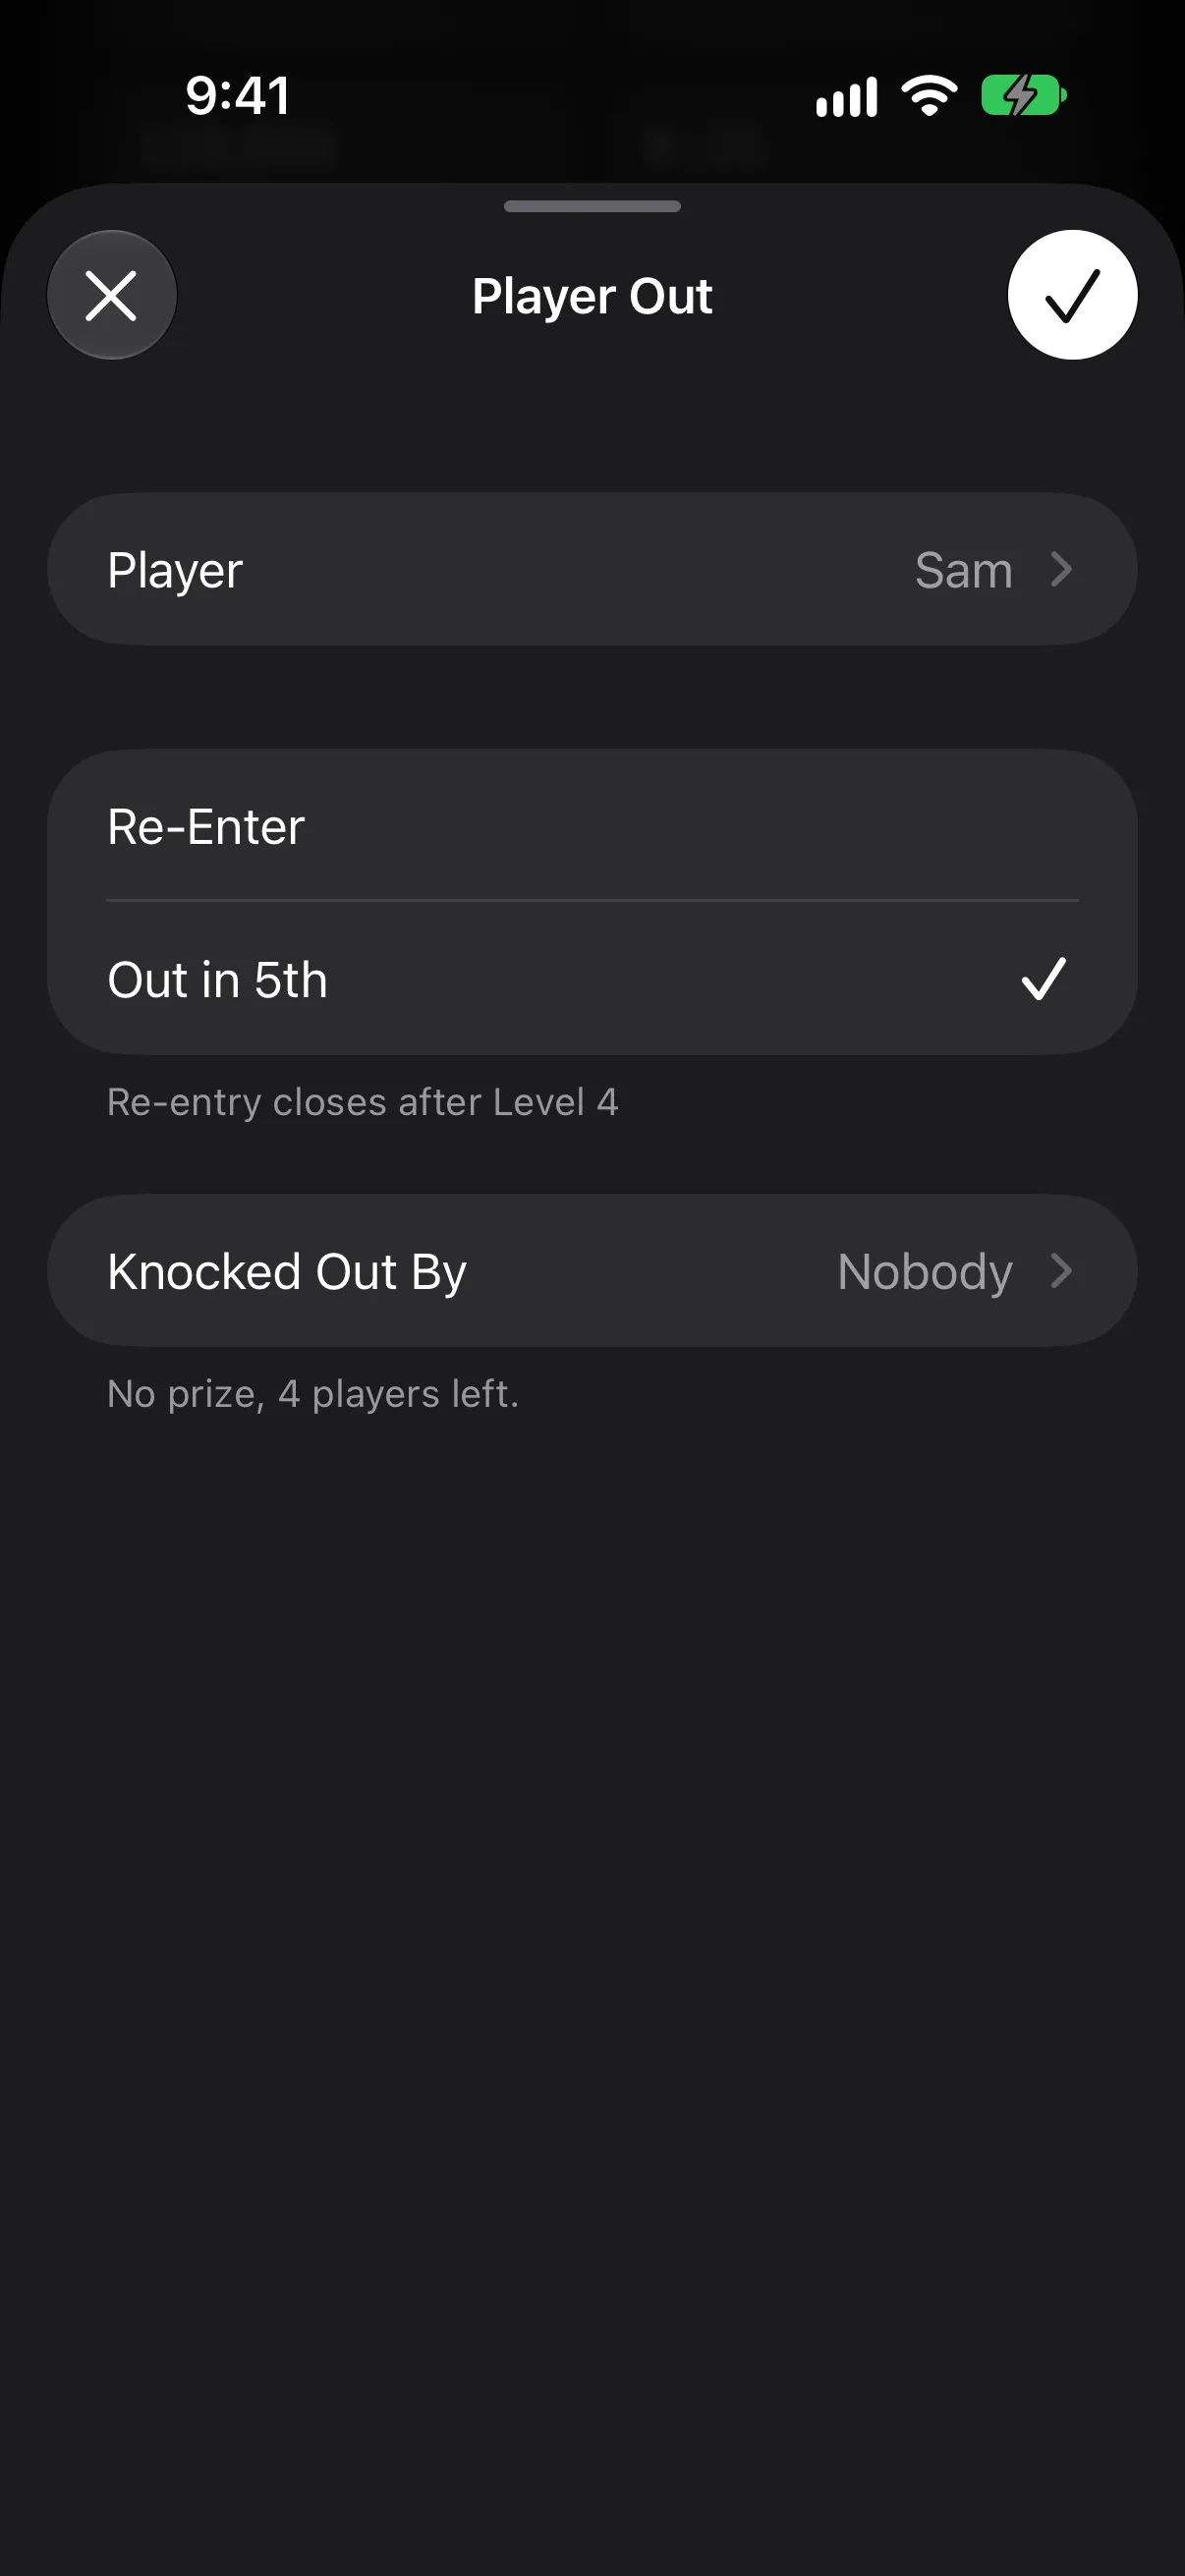 9:41
Player Out
Player Sam
Re-Enter
Out in 5th
Re-entry closes after Level 4
Knocked Out By Nobody
No prize, 4 players left.